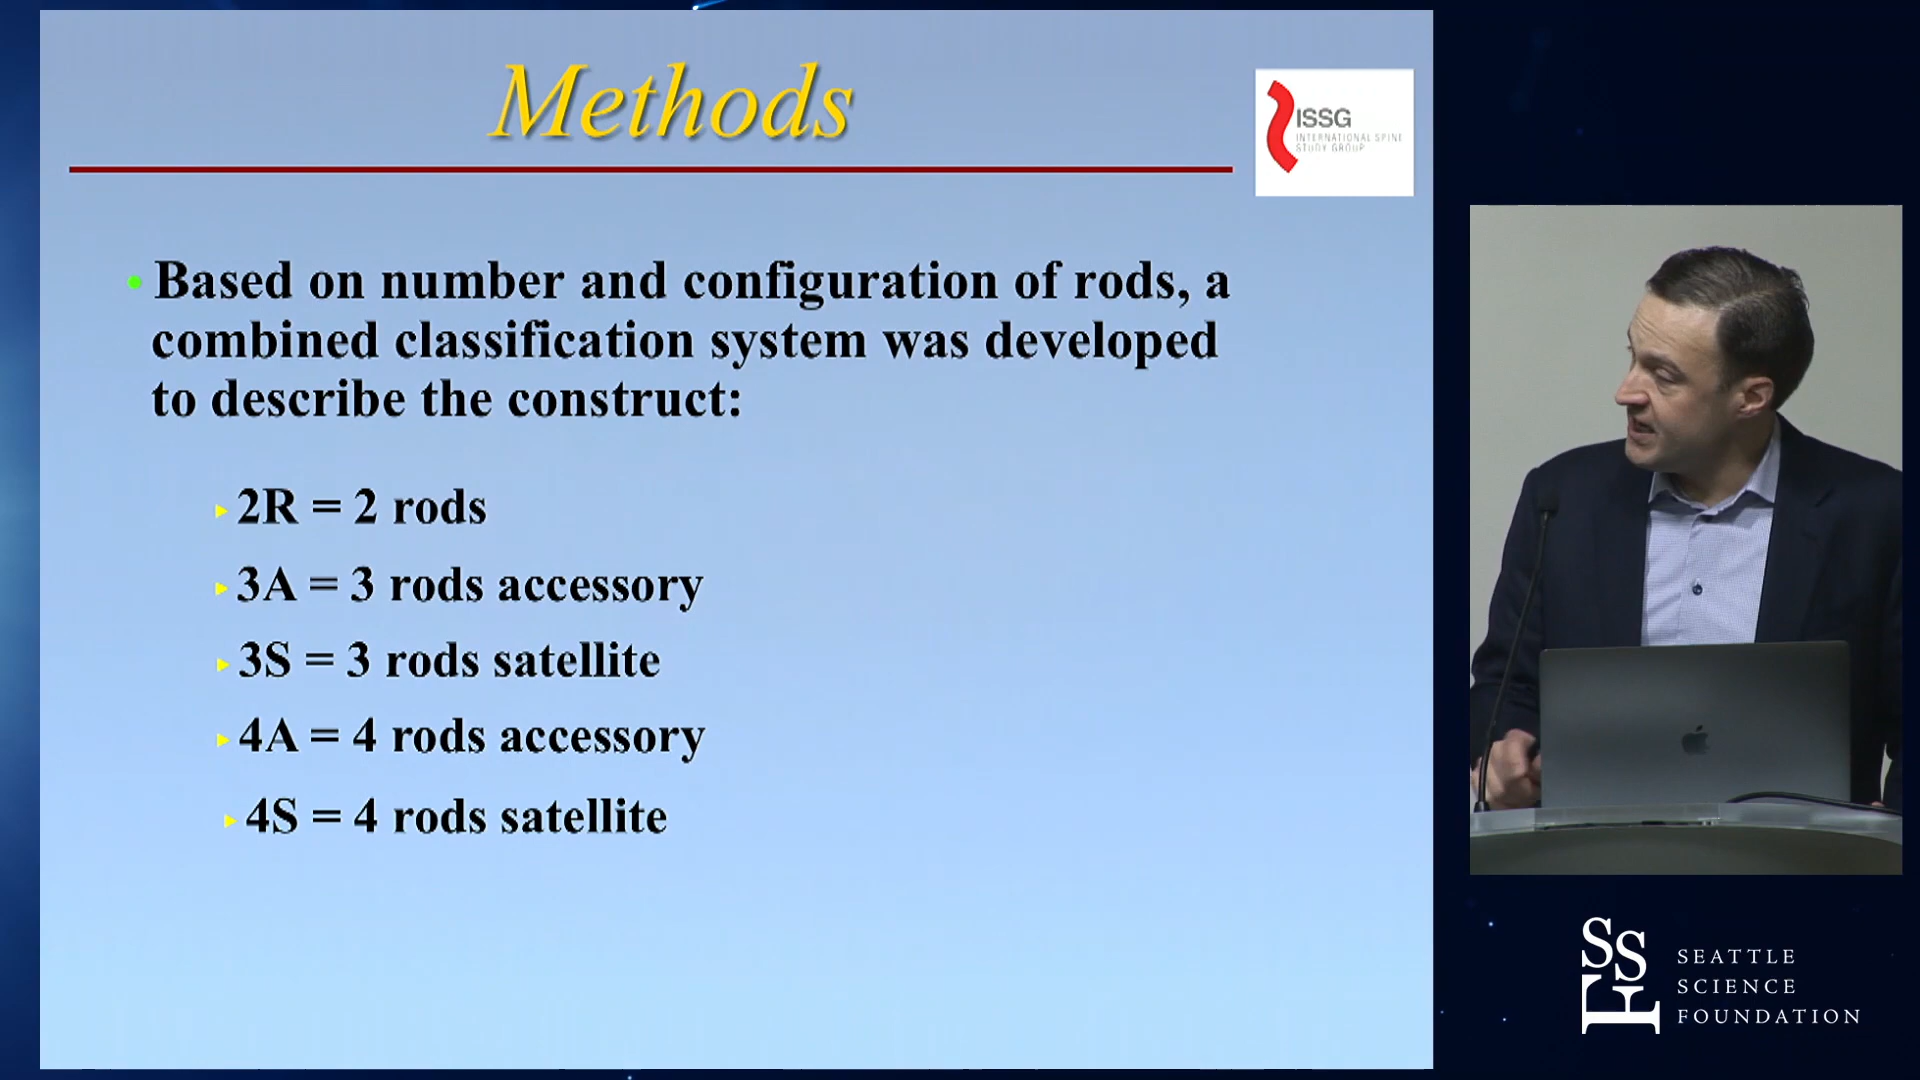 Methods
ISSG
INTERNATIONAL SPINE
STUDY GROUP
• Based on number and configuration of rods, a
combined classification system was developed
to describe the construct:
2R = 2 rods
3A = 3 rods accessory
3S = 3 rods satellite
4A = 4 rods accessory
4S = 4 rods satellite
SSF
SEATTLE
SCIENCE
FOUNDATION